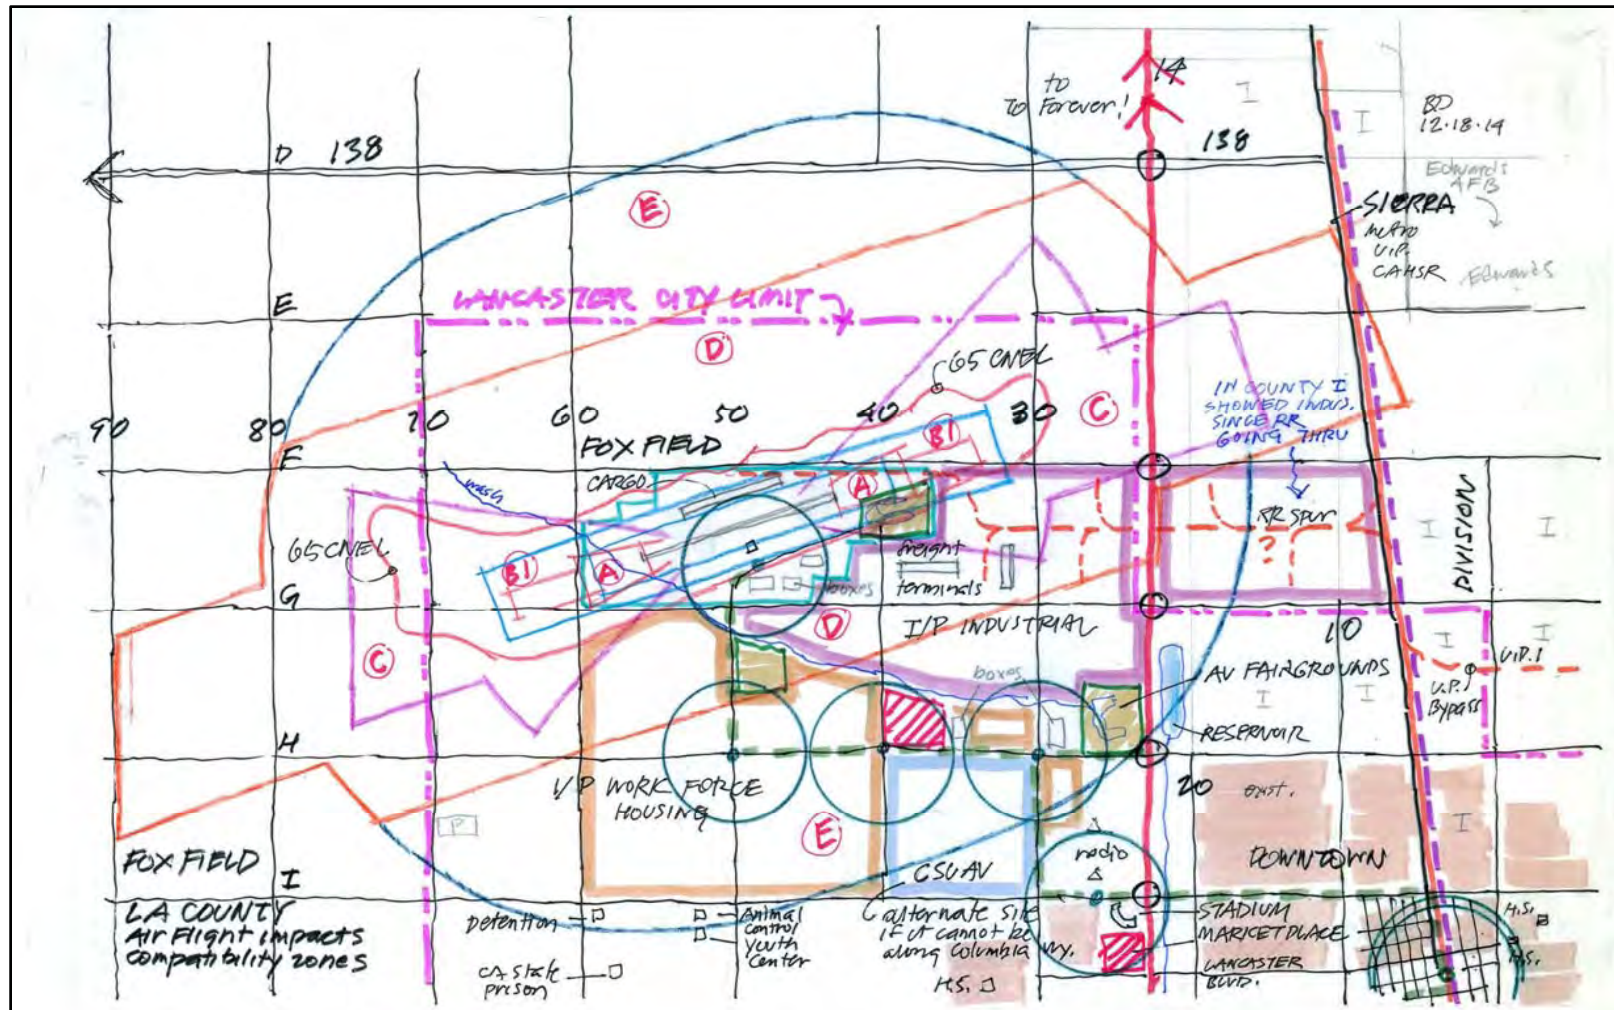 to
To Forever!
14
I
I
BD
12·18·14
D
138
138
Edwards
AFB
SIERRA
Metro
U.P.
CAHSR
Edwards
E
E
LANCASTER CITY LIMIT
D
65 CNEL
IN COUNTY I
SHOWED INDUS.
SINCE RR
GOING THRU
C
90
80
70
60
50
40
30
FOX FIELD
B1
F
CARGO
A
wash
RR SPUR
?
DIVISION
I
I
65 CNEL
B1
A
freight
terminals
boxes
G
D
I/P INDUSTRIAL
10
I
I
C
boxes
AV FAIRGROUNDS
I
I
U.P.
Bypass
U.P. I
RESERVOIR
H
I/P WORK FORCE
HOUSING
20
exist.
P
E
I
FOX FIELD
I
CSUAV
radio
DOWNTOWN
LA COUNTY
Air Flight impacts
compatibility zones
Detention
Animal
control
Youth
Center
alternate site
if it cannot be
along Columbia Wy.
STADIUM
MARKETPLACE
H.S.
H.S.
CA State
prison
H.S.
LANCASTER
BLVD.